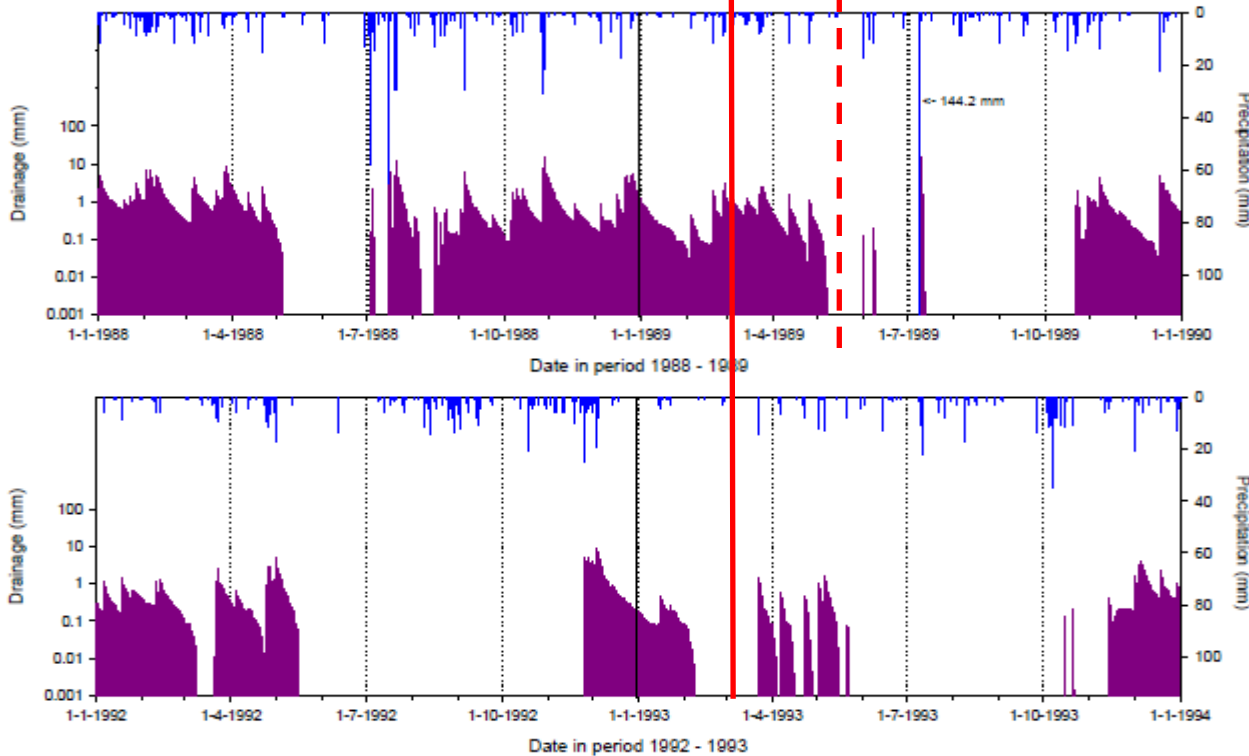 0
20
40
60
80
100
Precipitation (mm)
Drainage (mm)
100
10
1
0.1
0.01
0.001
<- 144.2 mm
1-1-1988 1-4-1988 1-7-1988 1-10-1988 1-1-1989 1-4-1989 1-7-1989 1-10-1989 1-1-1990
Date in period 1988 - 1989
0
20
40
60
80
100
Precipitation (mm)
Drainage (mm)
100
10
1
0.1
0.01
0.001
1-1-1992 1-4-1992 1-7-1992 1-10-1992 1-1-1993 1-4-1993 1-7-1993 1-10-1993 1-1-1994
Date in period 1992 - 1993